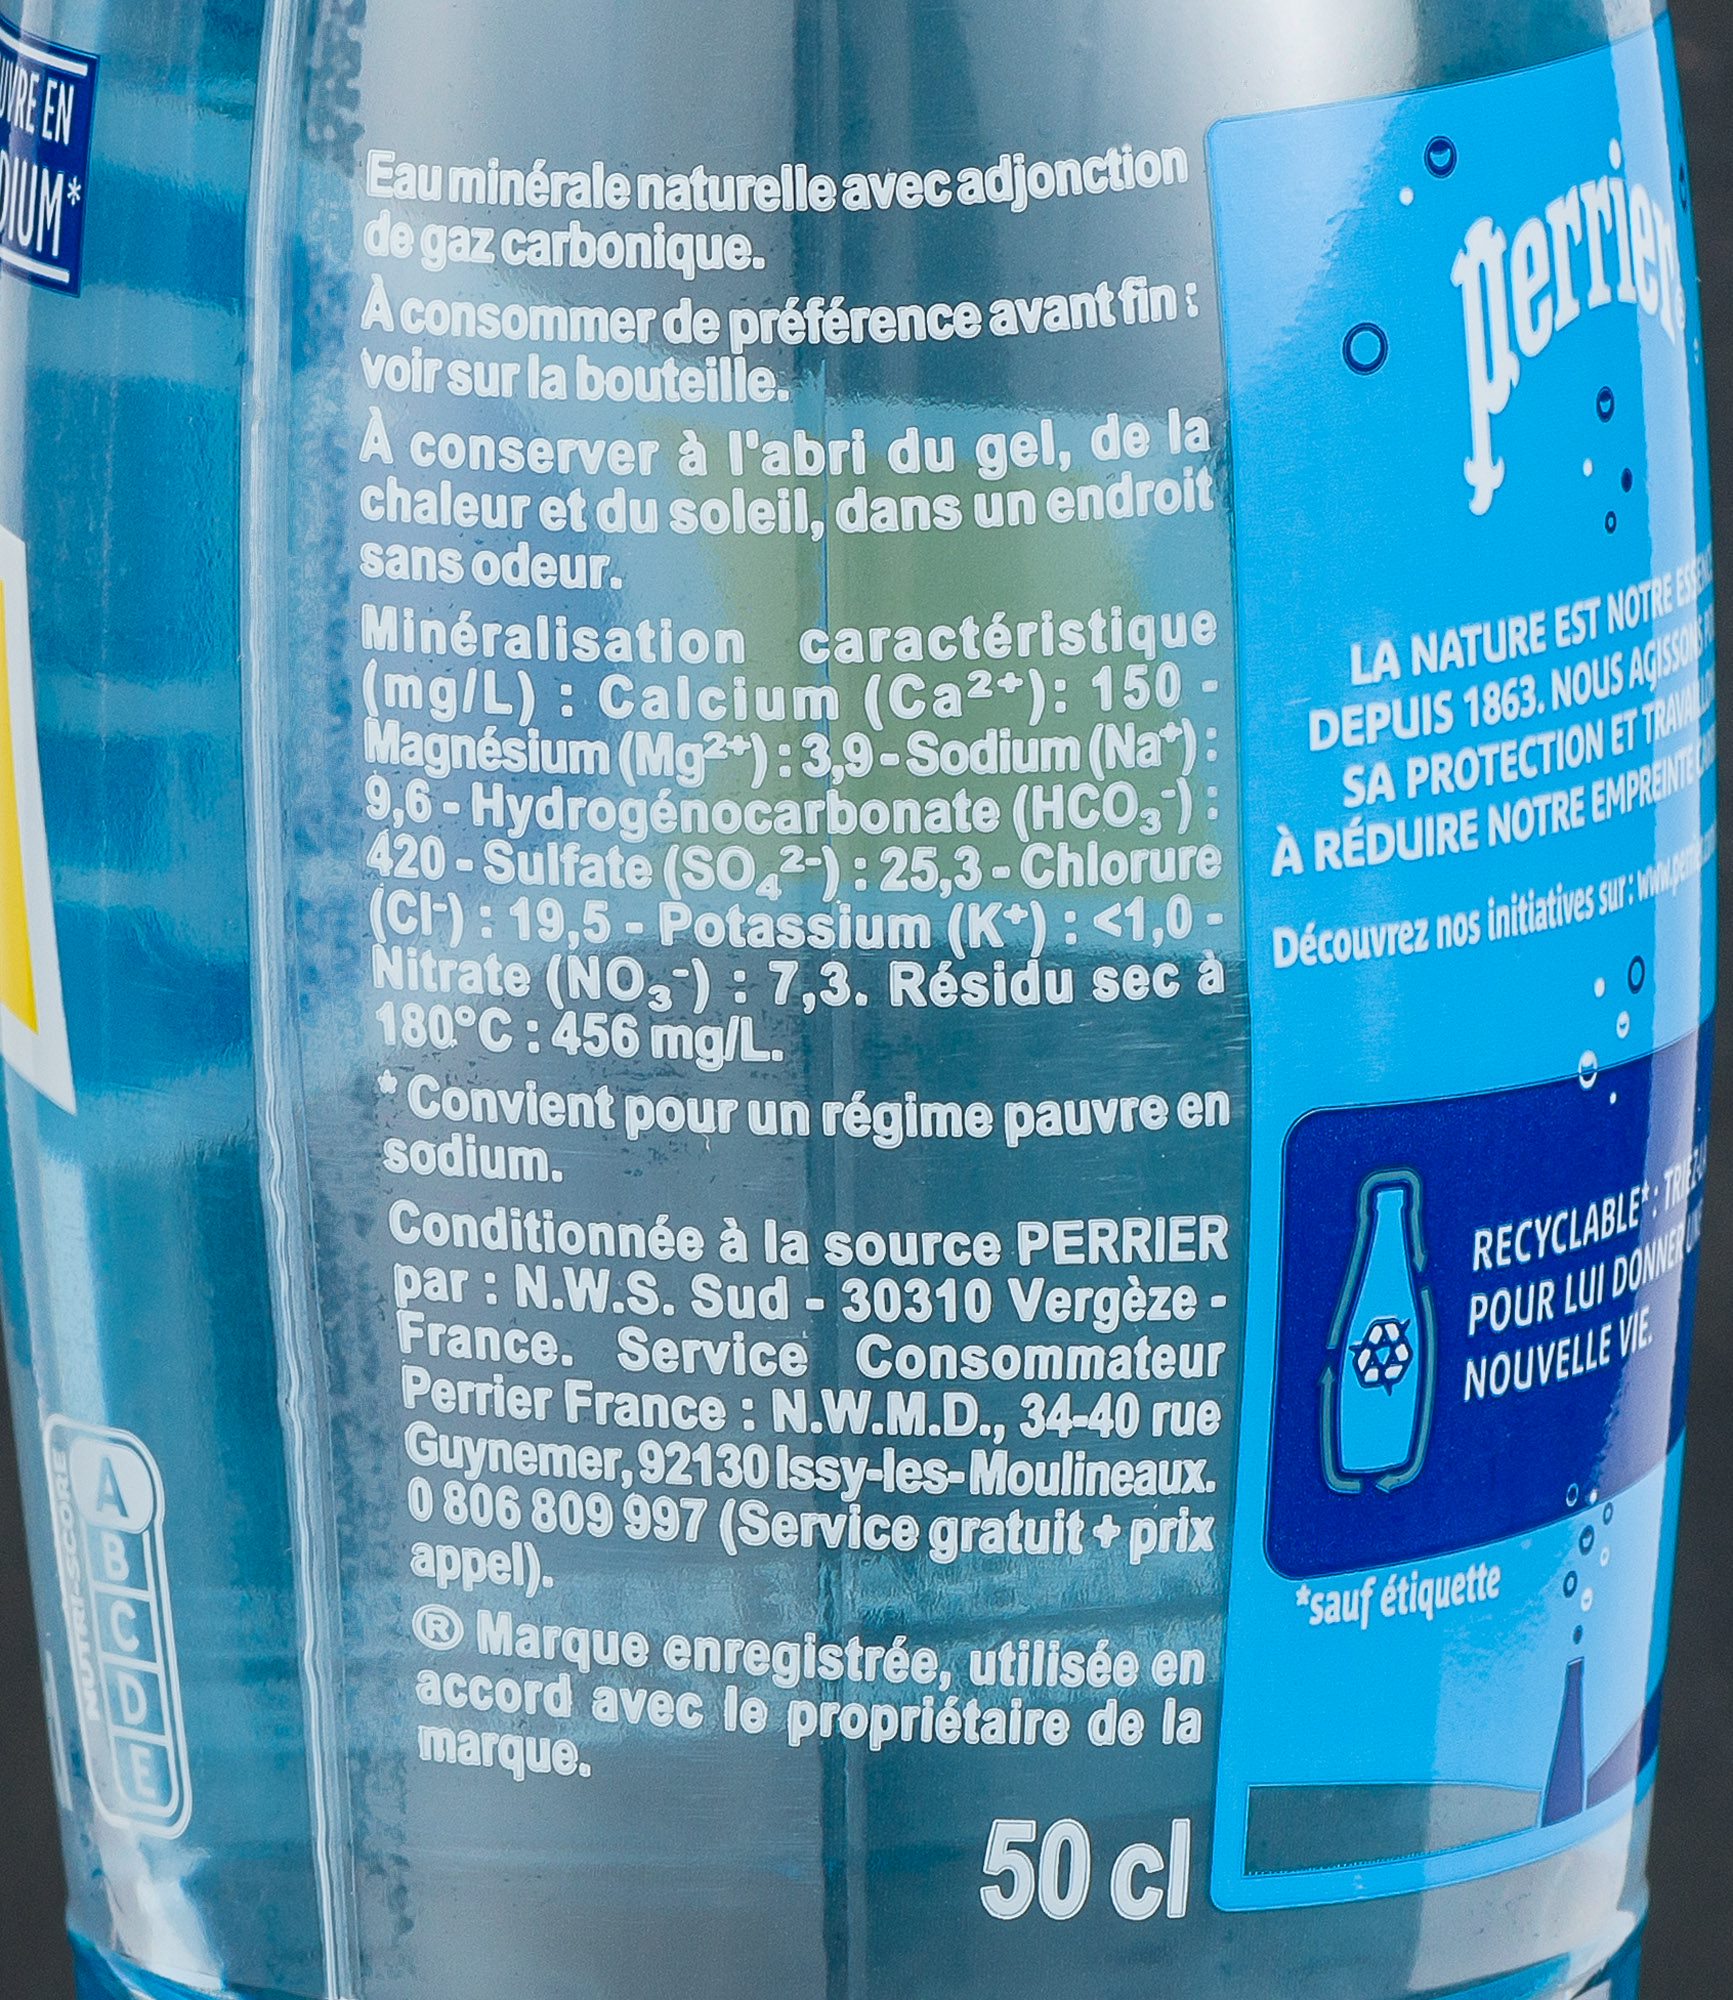 EN
DIUM*
Eau minérale naturelle avec adjonction
de gaz carbonique.
À consommer de préférence avant fin :
voir sur la bouteille.
À conserver à l'abri du gel, de la
chaleur et du soleil, dans un endroit
sans odeur.
Minéralisation caractéristique
(mg/L) : Calcium (Ca²⁺): 150 -
Magnésium (Mg²⁺) : 3,9 - Sodium (Na⁺) :
9,6 - Hydrogénocarbonate (HCO₃⁻) :
420 - Sulfate (SO₄²⁻) : 25,3 - Chlorure
(Cl⁻) : 19,5 - Potassium (K⁺) : <1,0 -
Nitrate (NO₃⁻) : 7,3. Résidu sec à
180°C : 456 mg/L.
* Convient pour un régime pauvre en
sodium.
Conditionnée à la source PERRIER
par : N.W.S. Sud - 30310 Vergèze -
France. Service Consommateur
Perrier France : N.W.M.D., 34-40 rue
Guynemer, 92130 Issy-les-Moulineaux.
0 806 809 997 (Service gratuit + prix
appel).
® Marque enregistrée, utilisée en
accord avec le propriétaire de la
marque.
50 cl
NUTRI-SCORE
A
B
C
D
E
perrier
LA NATURE EST NOTRE
DEPUIS 1863. NOUS AGISSONS
SA PROTECTION ET
À RÉDUIRE NOTRE EMPREINTE
Découvrez nos initiatives sur :
RECYCLABLE* :
POUR LUI DONNER
NOUVELLE VIE.
*sauf étiquette